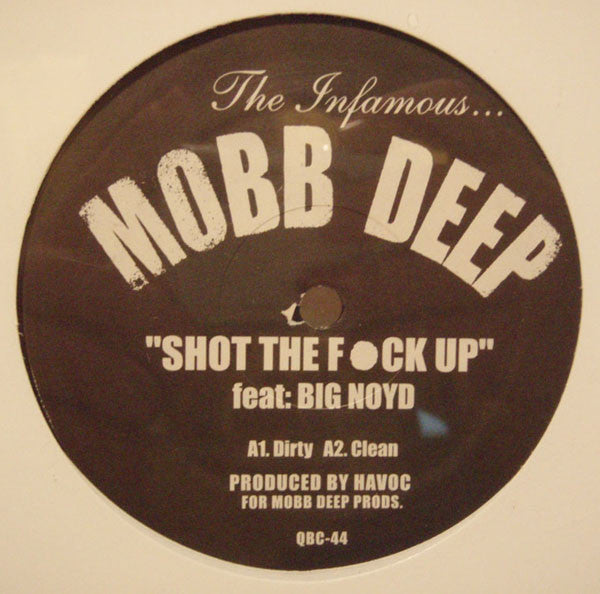 The Infamous...
MOBB DEEP
"SHOT THE F●CK UP"
feat: BIG NOYD
A1. Dirty A2. Clean
PRODUCED BY HAVOC
FOR MOBB DEEP PRODS.
QBC-44